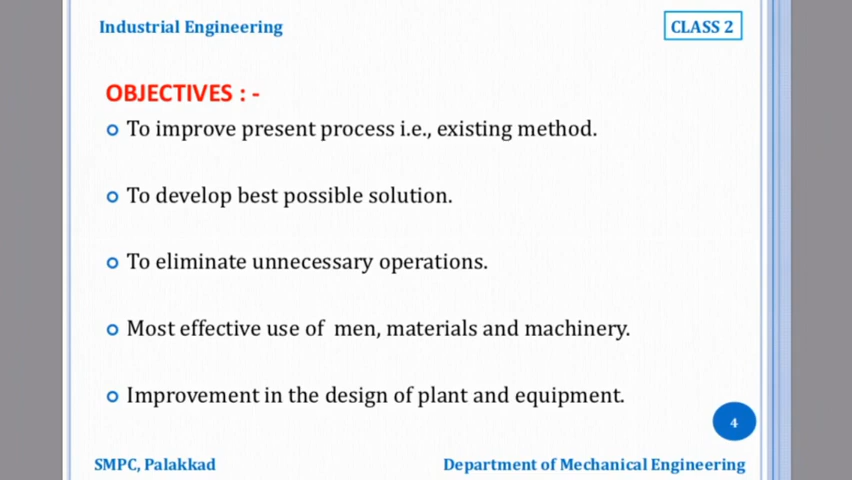 Industrial Engineering
CLASS 2
OBJECTIVES : -
To improve present process i.e., existing method.
To develop best possible solution.
To eliminate unnecessary operations.
Most effective use of men, materials and machinery.
Improvement in the design of plant and equipment.
4
SMPC, Palakkad
Department of Mechanical Engineering